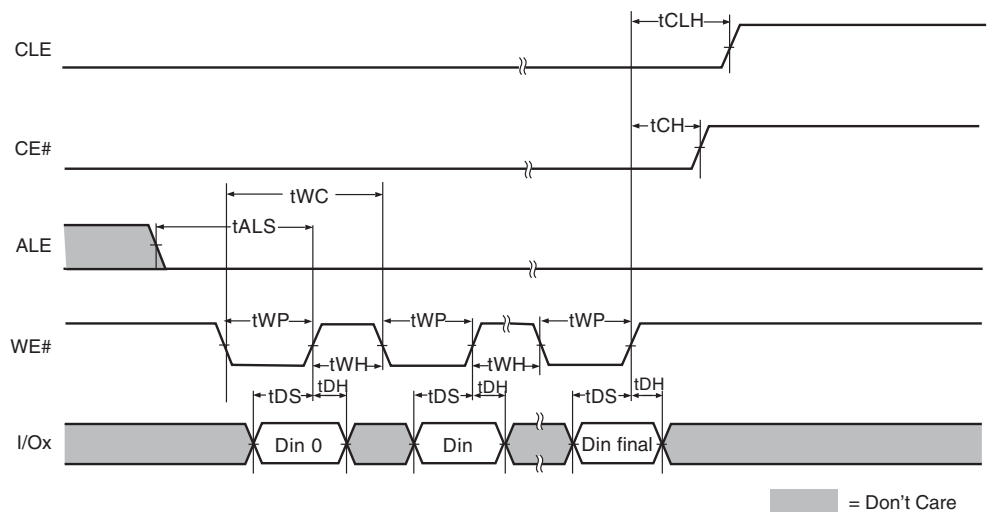 tCLH
CLE
tCH
CE#
tWC
tALS
ALE
tWP tWP tWP
WE#
tWH tWH
tDS tDH tDS tDH tDS tDH
I/Ox Din 0 Din Din final
= Don't Care